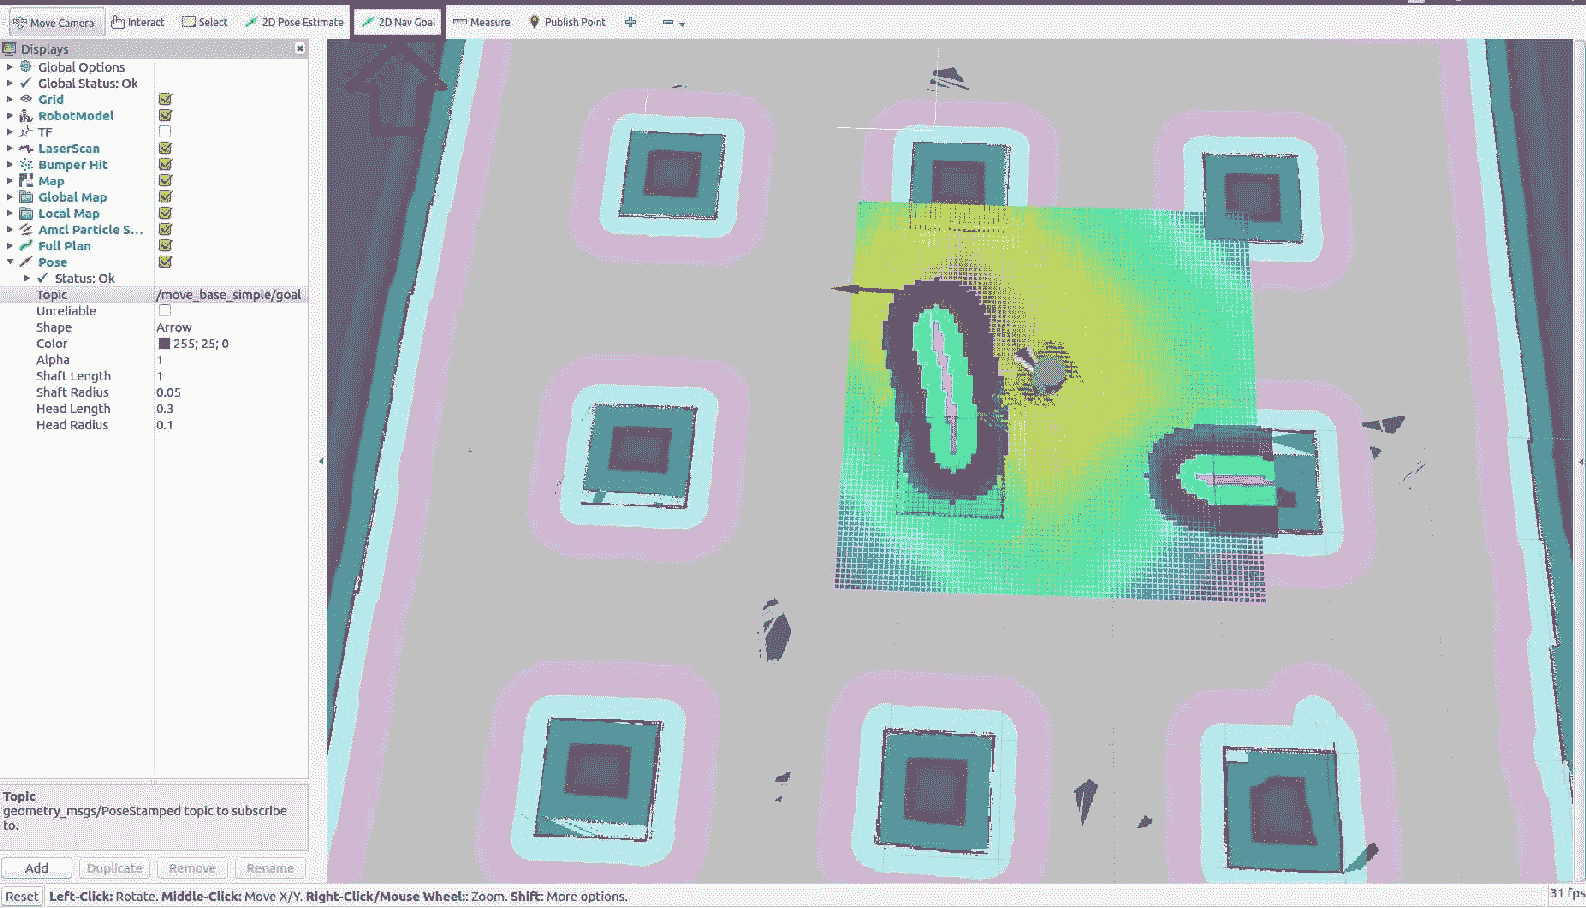 Move Camera Interact Select 2D Pose Estimate 2D Nav Goal Measure Publish Point
Displays
Global Options
Global Status: Ok
Grid
RobotModel
TF
LaserScan
Bumper Hit
Map
Global Map
Local Map
Amcl Particle S...
Full Plan
Pose
Status: Ok
Topic /move_base_simple/goal
Unreliable
Shape Arrow
Color 255; 25; 0
Alpha 1
Shaft Length 1
Shaft Radius 0.05
Head Length 0.3
Head Radius 0.1
Topic
geometry_msgs/PoseStamped topic to subscribe
to.
Add Duplicate Remove Rename
Reset Left-Click: Rotate. Middle-Click: Move X/Y. Right-Click/Mouse Wheel:: Zoom. Shift: More options. 31 fps